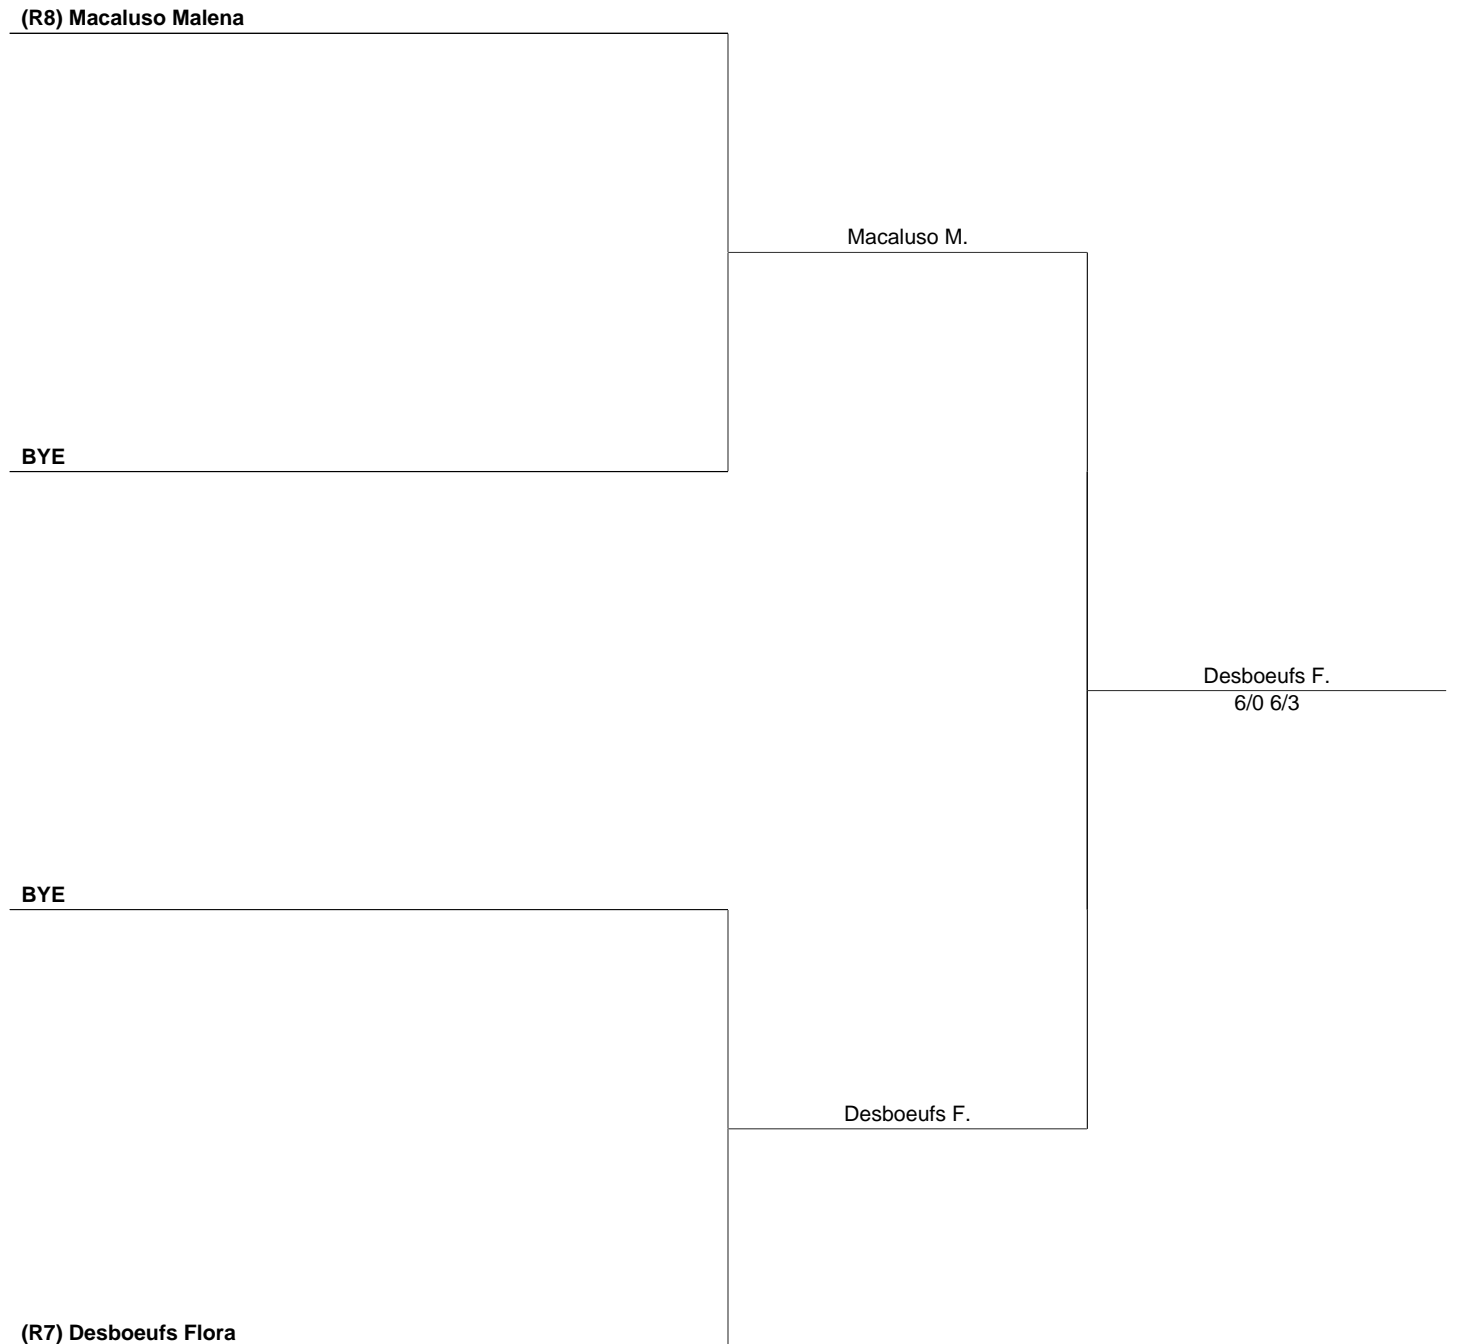 (R8) Macaluso Malena
Macaluso M.
BYE
Desboeufs F.
6/0 6/3
BYE
Desboeufs F.
(R7) Desboeufs Flora